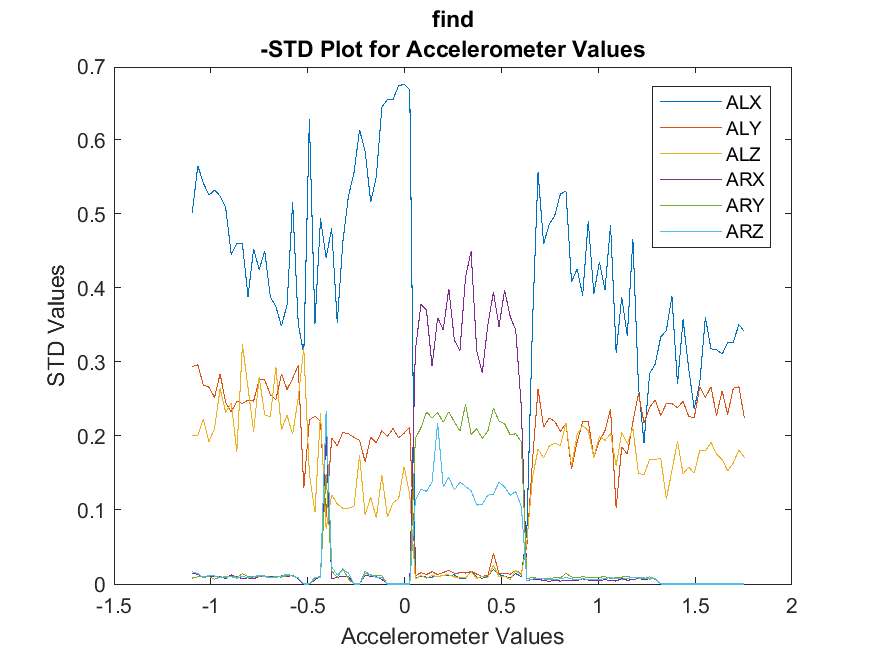 find
-STD Plot for Accelerometer Values
0.7
0.6
0.5
0.4
0.3
0.2
0.1
0
STD Values
ALX
ALY
ALZ
ARX
ARY
ARZ
-1.5
-1
-0.5
0
0.5
1
1.5
2
Accelerometer Values